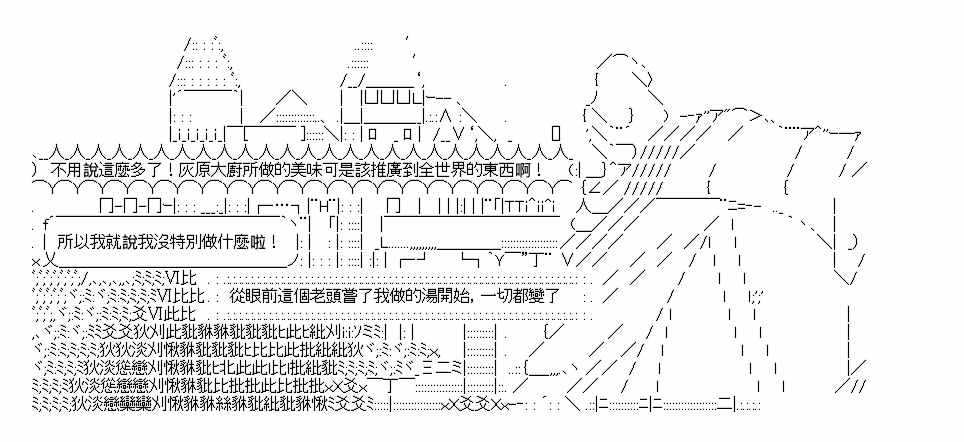 不用說這麼多了！灰原大廚所做的美味可是該推廣到全世界的東西啊！
所以我就說我沒特別做什麼啦！
從眼前這個老頭嘗了我做的湯開始，一切都變了